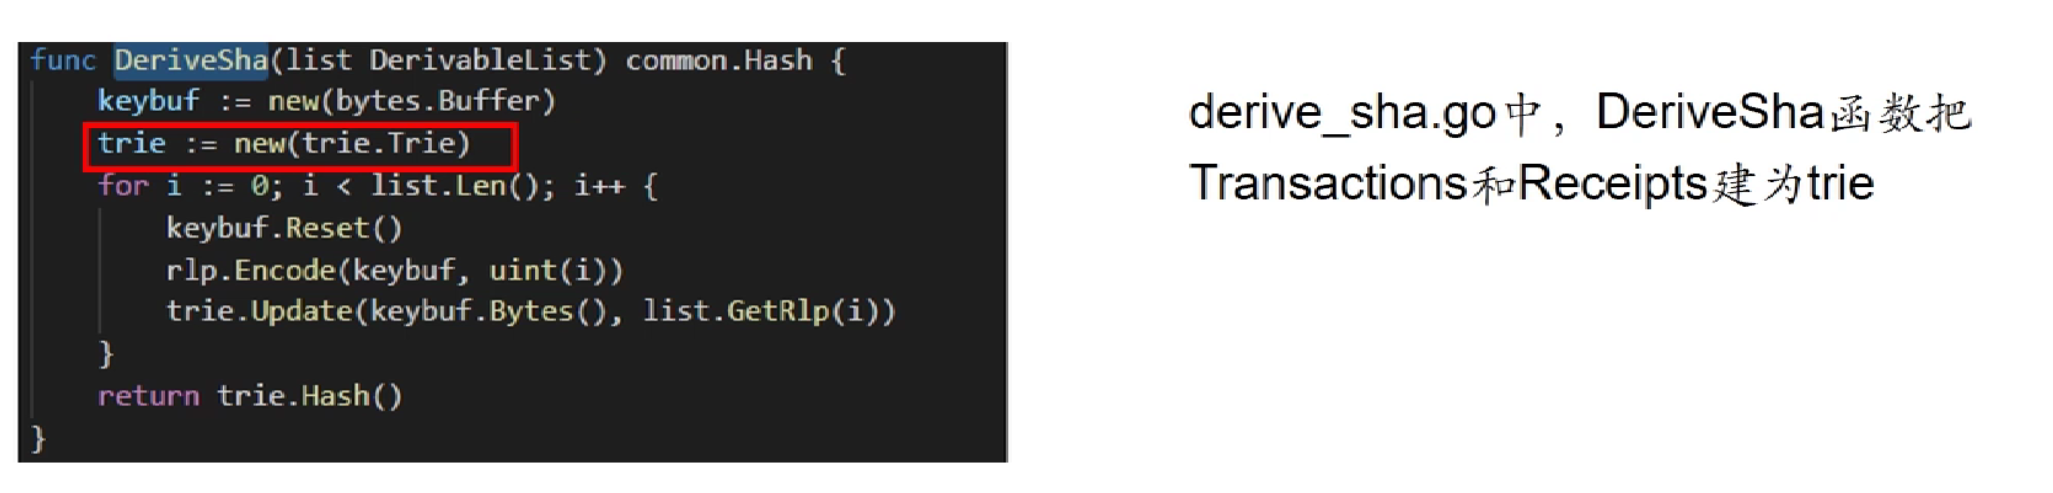 func DeriveSha(list DerivableList) common.Hash {
keybuf := new(bytes.Buffer)
trie := new(trie.Trie)
for i := 0; i < list.Len(); i++ {
keybuf.Reset()
rlp.Encode(keybuf, uint(i))
trie.Update(keybuf.Bytes(), list.GetRlp(i))
}
return trie.Hash()
}
derive_sha.go中，DeriveSha函数把
Transactions和Receipts建为trie